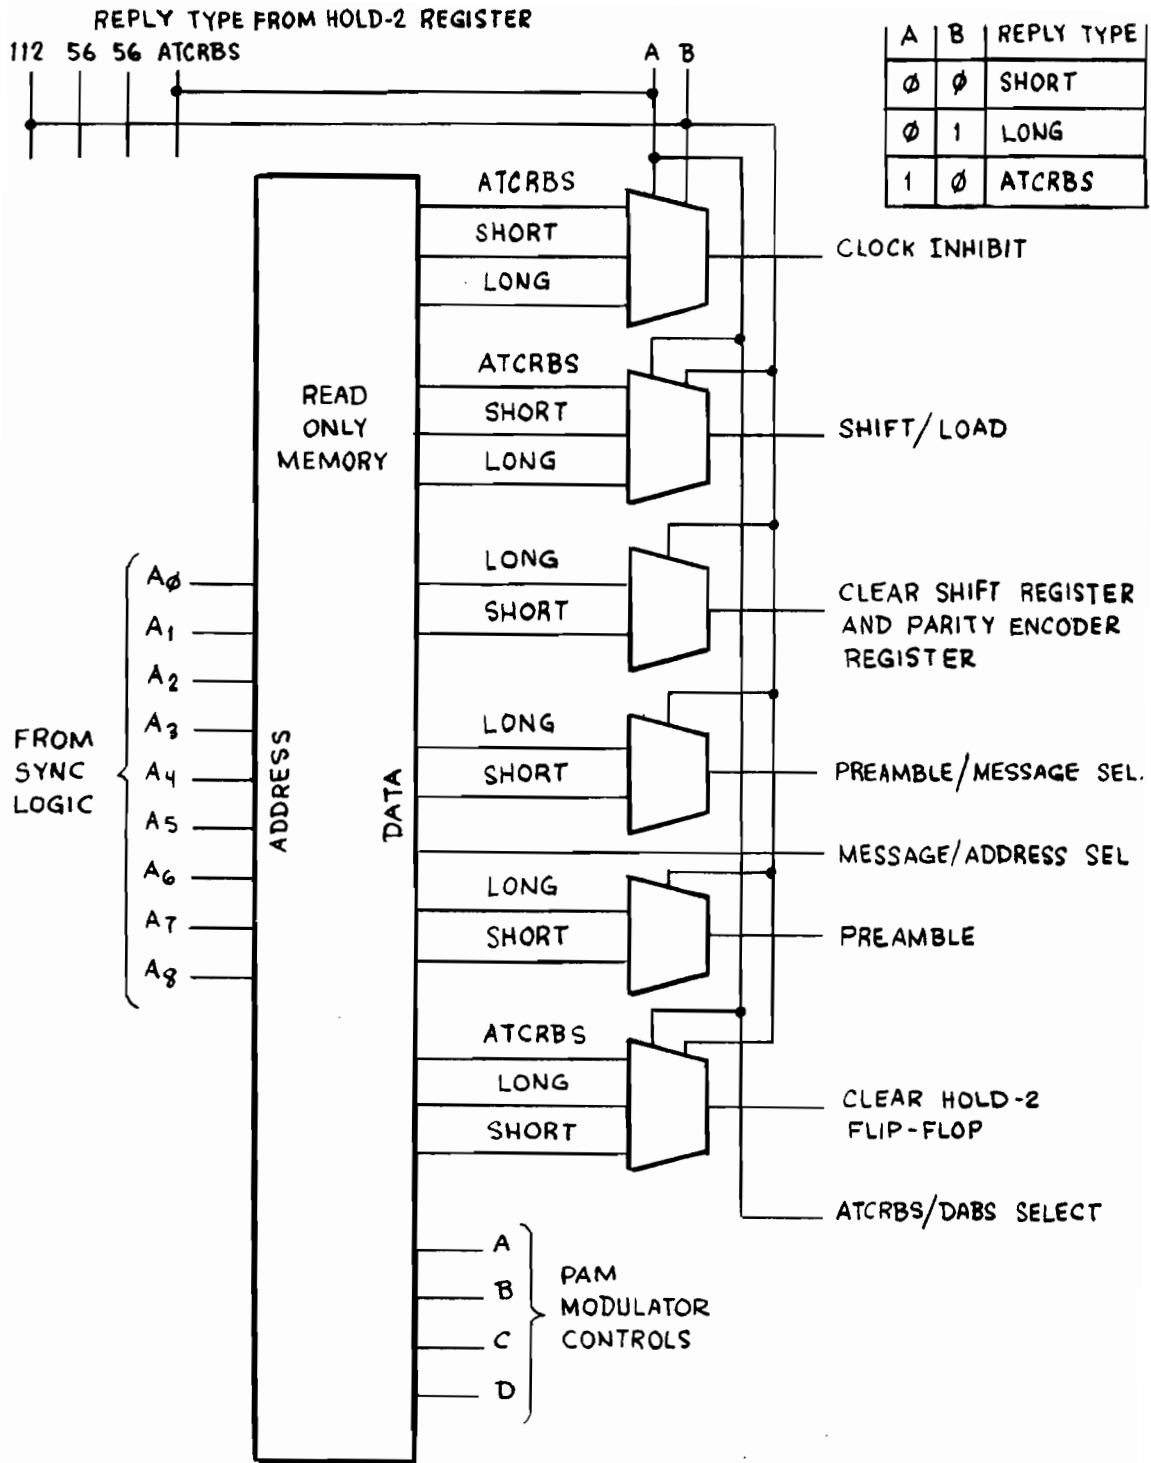 REPLY TYPE FROM HOLD-2 REGISTER
112 56 56 ATCRBS A B
A B REPLY TYPE
Ø Ø SHORT
Ø 1 LONG
1 Ø ATCRBS
ATCRBS
SHORT
LONG
CLOCK INHIBIT
ATCRBS
SHORT
LONG
SHIFT/LOAD
READ
ONLY
MEMORY
LONG
SHORT
CLEAR SHIFT REGISTER
AND PARITY ENCODER
REGISTER
FROM
SYNC
LOGIC
AØ
A1
A2
A3
A4
A5
A6
A7
A8
ADDRESS
DATA
LONG
SHORT
PREAMBLE/MESSAGE SEL.
MESSAGE/ADDRESS SEL
LONG
SHORT
PREAMBLE
ATCRBS
LONG
SHORT
CLEAR HOLD-2
FLIP-FLOP
ATCRBS/DABS SELECT
A
B
C
D
PAM
MODULATOR
CONTROLS